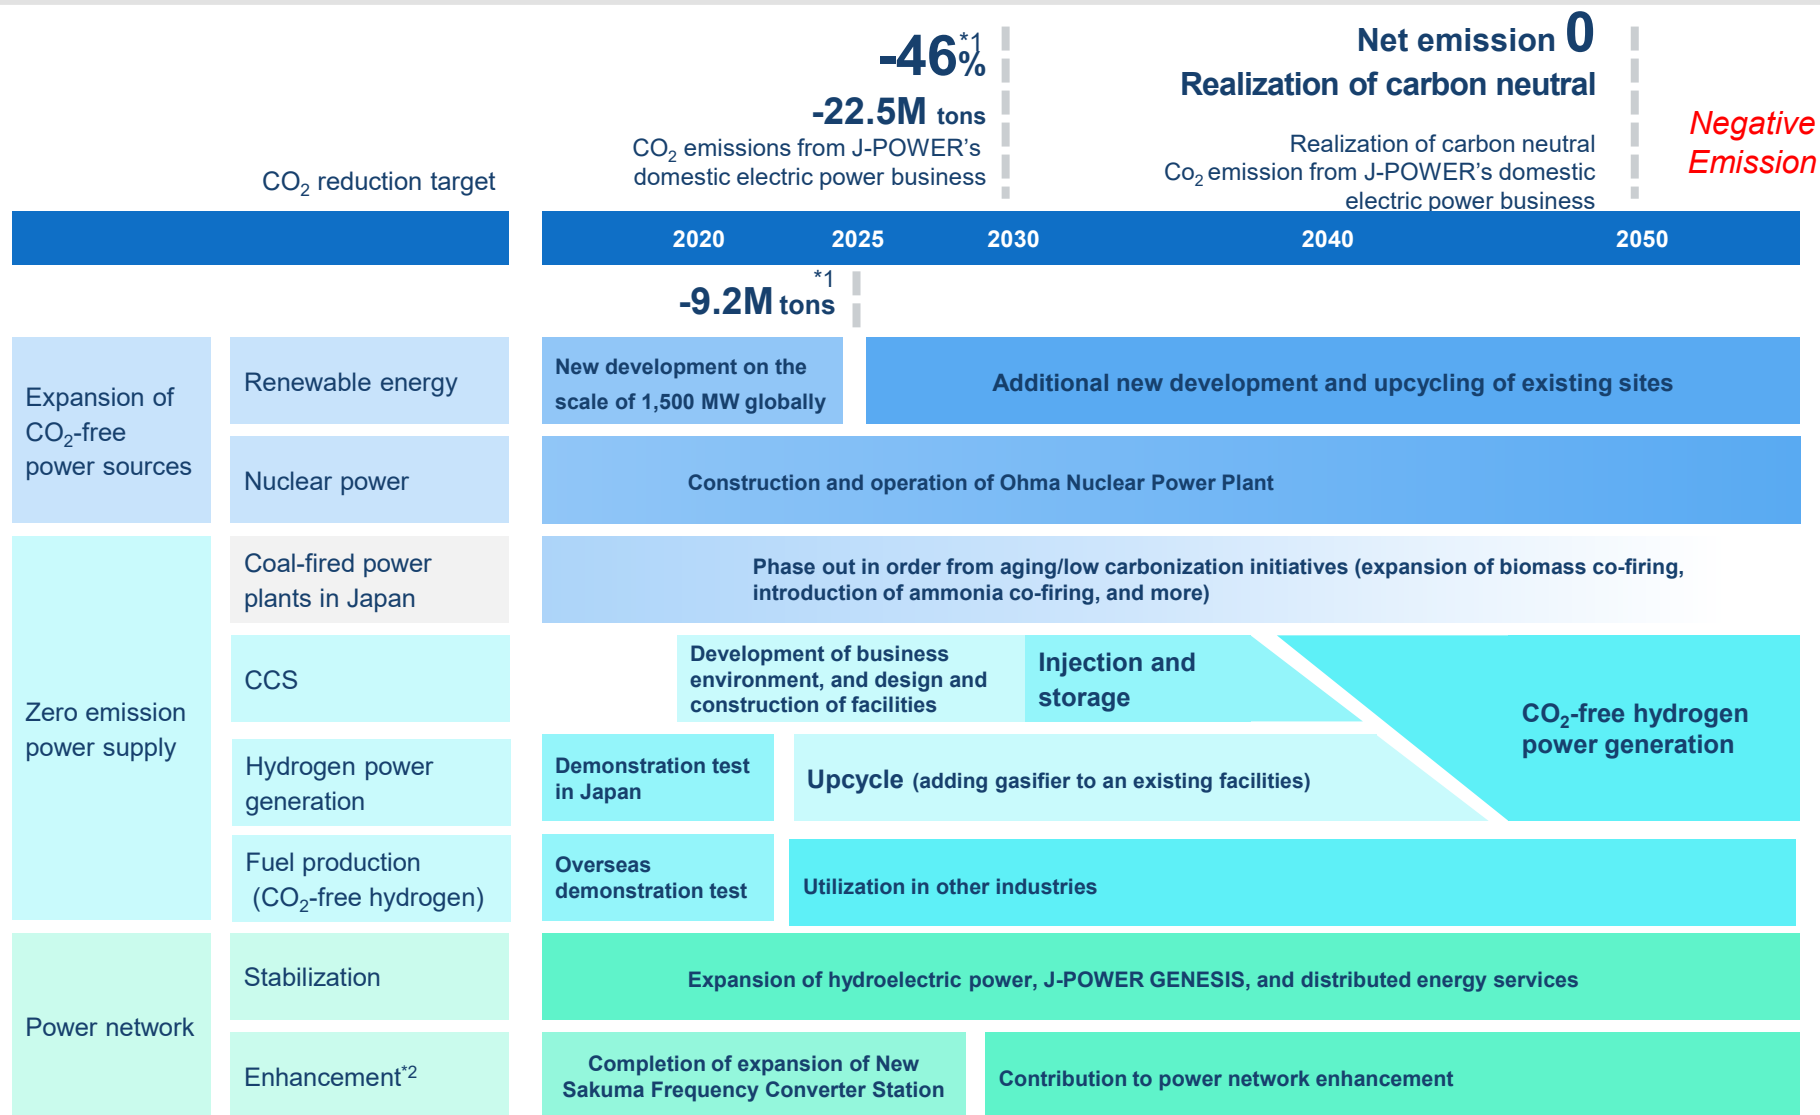 -46%*1
-22.5M tons
CO2 emissions from J-POWER's
domestic electric power business
Net emission 0
Realization of carbon neutral
Realization of carbon neutral
Co2 emission from J-POWER's domestic
electric power business
Negative
Emission
CO2 reduction target
2020 2025 2030 2040 2050
-9.2M tons*1
Expansion of
CO2-free
power sources
Renewable energy
New development on the
scale of 1,500 MW globally
Additional new development and upcycling of existing sites
Nuclear power
Construction and operation of Ohma Nuclear Power Plant
Zero emission
power supply
Coal-fired power
plants in Japan
Phase out in order from aging/low carbonization initiatives (expansion of biomass co-firing,
introduction of ammonia co-firing, and more)
CCS
Development of business
environment, and design and
construction of facilities
Injection and
storage
CO2-free hydrogen
power generation
Hydrogen power
generation
Demonstration test
in Japan
Upcycle (adding gasifier to an existing facilities)
Fuel production
(CO2-free hydrogen)
Overseas
demonstration test
Utilization in other industries
Power network
Stabilization
Expansion of hydroelectric power, J-POWER GENESIS, and distributed energy services
Enhancement*2
Completion of expansion of New
Sakuma Frequency Converter Station
Contribution to power network enhancement